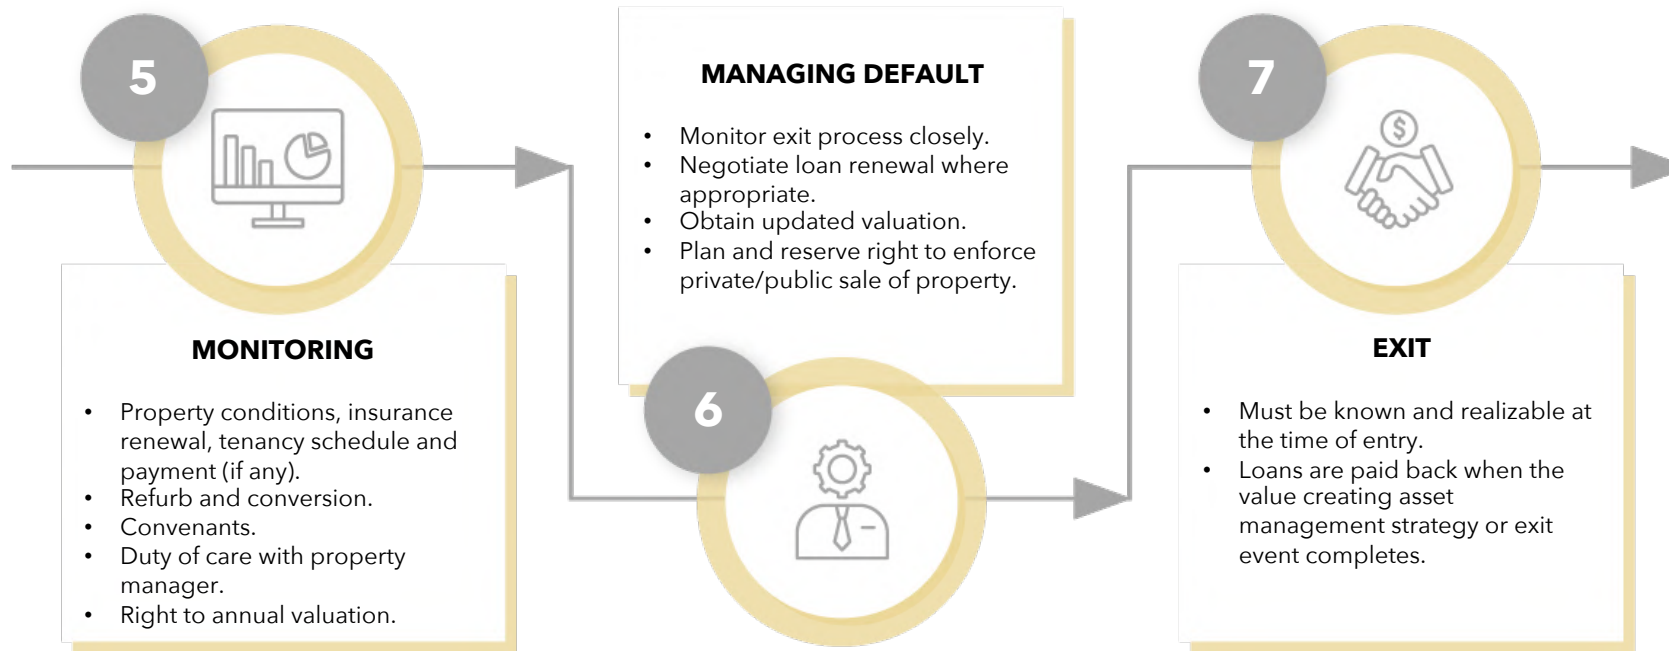 5
MONITORING
• Property conditions, insurance
renewal, tenancy schedule and
payment (if any).
• Refurb and conversion.
• Convenants.
• Duty of care with property
manager.
• Right to annual valuation.
MANAGING DEFAULT
• Monitor exit process closely.
• Negotiate loan renewal where
appropriate.
• Obtain updated valuation.
• Plan and reserve right to enforce
private/public sale of property.
6
7
$
EXIT
• Must be known and realizable at
the time of entry.
• Loans are paid back when the
value creating asset
management strategy or exit
event completes.